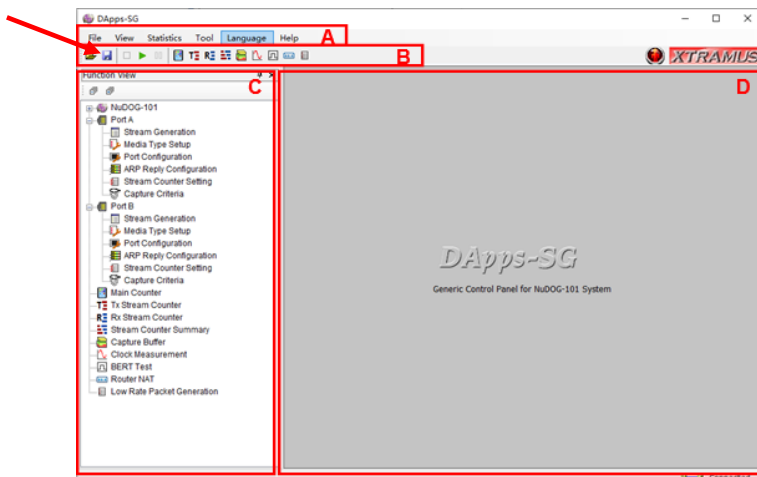 DApps-SG
File View Statistics Tool Language Help A
B
XTRAMUS
Function View
C
D
NuDOG-101
Port A
Stream Generation
Media Type Setup
Port Configuration
ARP Reply Configuration
Stream Counter Setting
Capture Criteria
Port B
Stream Generation
Media Type Setup
Port Configuration
ARP Reply Configuration
Stream Counter Setting
Capture Criteria
Main Counter
TE Tx Stream Counter
RE Rx Stream Counter
Stream Counter Summary
Capture Buffer
Clock Measurement
BERT Test
Router NAT
Low Rate Packet Generation
DApps-SG
Generic Control Panel for NuDOG-101 System